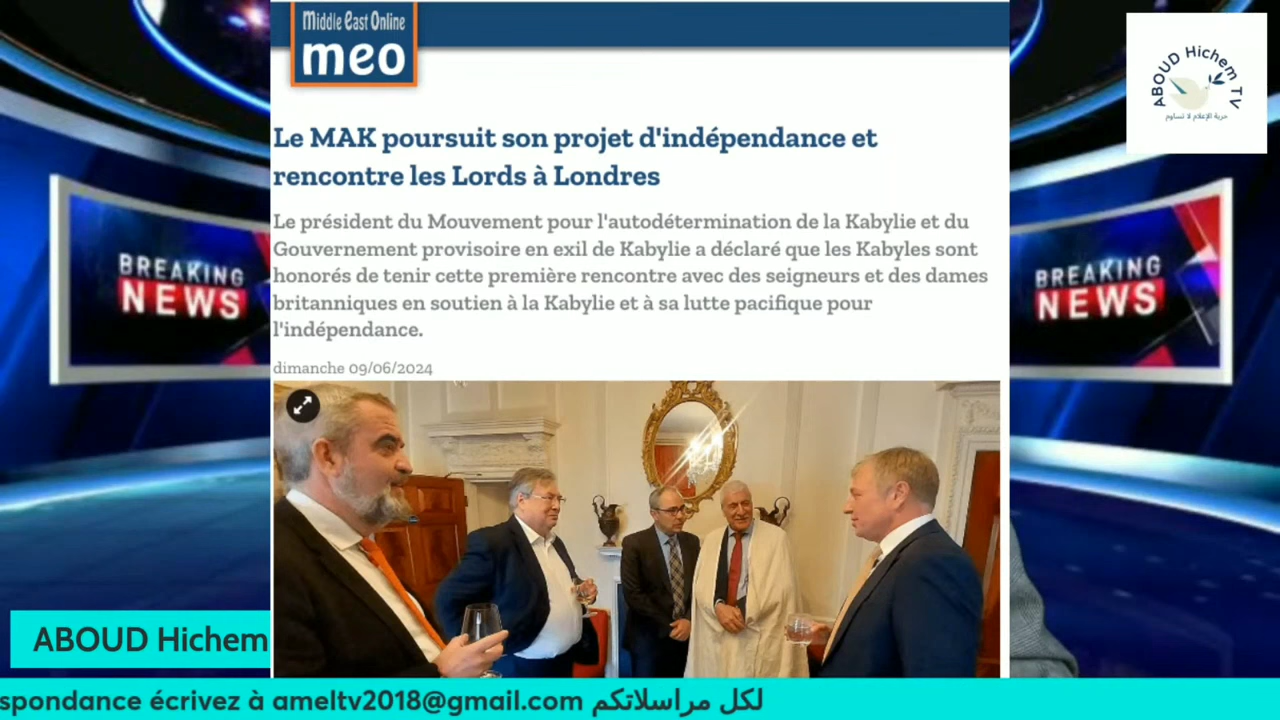 Middle East Online
meo
ABOUD Hichem TV
حرية الإعلام لا تساوم
Le MAK poursuit son projet d'indépendance et
rencontre les Lords à Londres
Le président du Mouvement pour l'autodétermination de la Kabylie et du
Gouvernement provisoire en exil de Kabylie a déclaré que les Kabyles sont
honorés de tenir cette première rencontre avec des seigneurs et des dames
britanniques en soutien à la Kabylie et à sa lutte pacifique pour
l'indépendance.
dimanche 09/06/2024
BREAKING
NEWS
BREAKING
NEWS
ABOUD Hichem
spondance écrivez à ameltv2018@gmail.com لكل مراسلاتكم